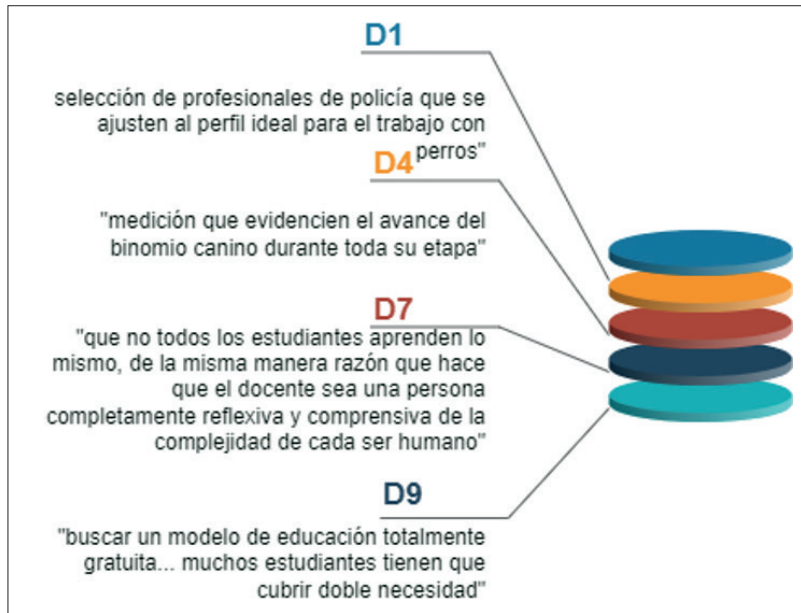 D1
selección de profesionales de policía que se
ajusten al perfil ideal para el trabajo con
perros"
D4
"medición que evidencien el avance del
binomio canino durante toda su etapa"
D7
"que no todos los estudiantes aprenden lo
mismo, de la misma manera razón que hace
que el docente sea una persona
completamente reflexiva y comprensiva de la
complejidad de cada ser humano"
D9
"buscar un modelo de educación totalmente
gratuita... muchos estudiantes tienen que
cubrir doble necesidad"